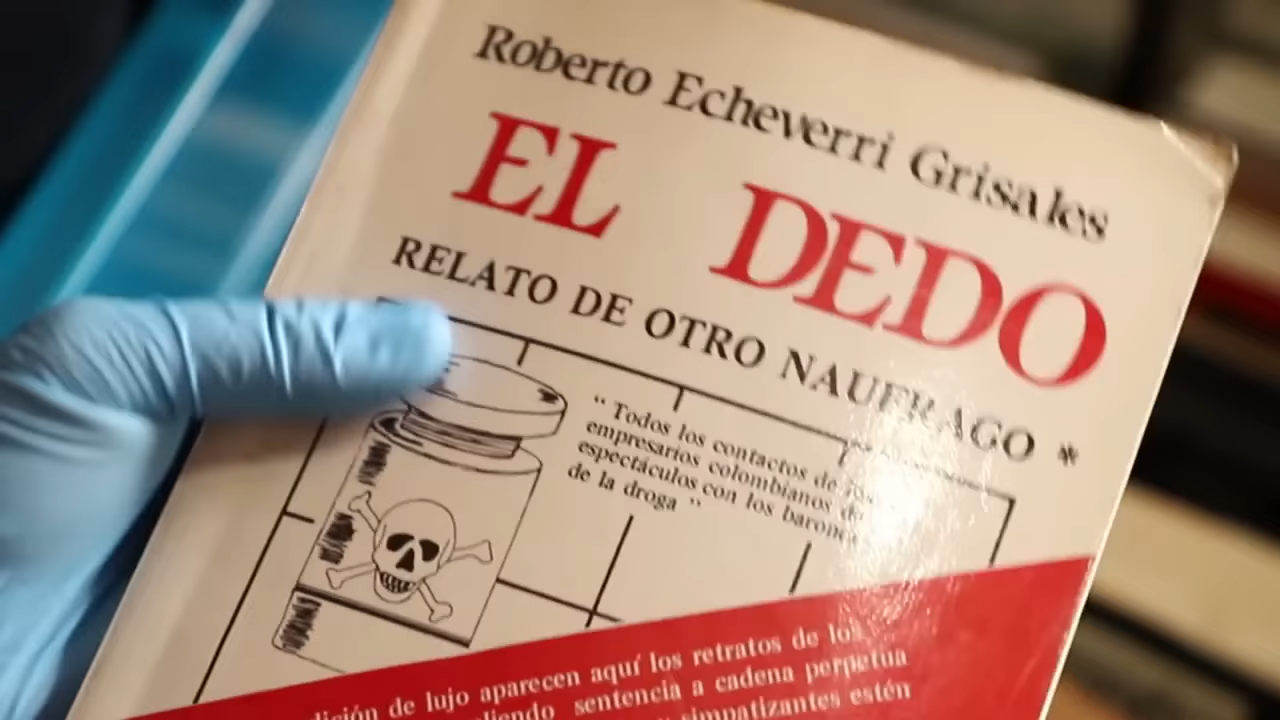 Roberto Echeverri Grisales
EL DEDO
RELATO DE OTRO NAUFRAGO *
“ Todos los contactos de los
empresarios colombianos de
espectáculos con los barones
de la droga ”
aparecen aquí los retratos de los
sentencia a cadena perpetua
simpatizantes estén